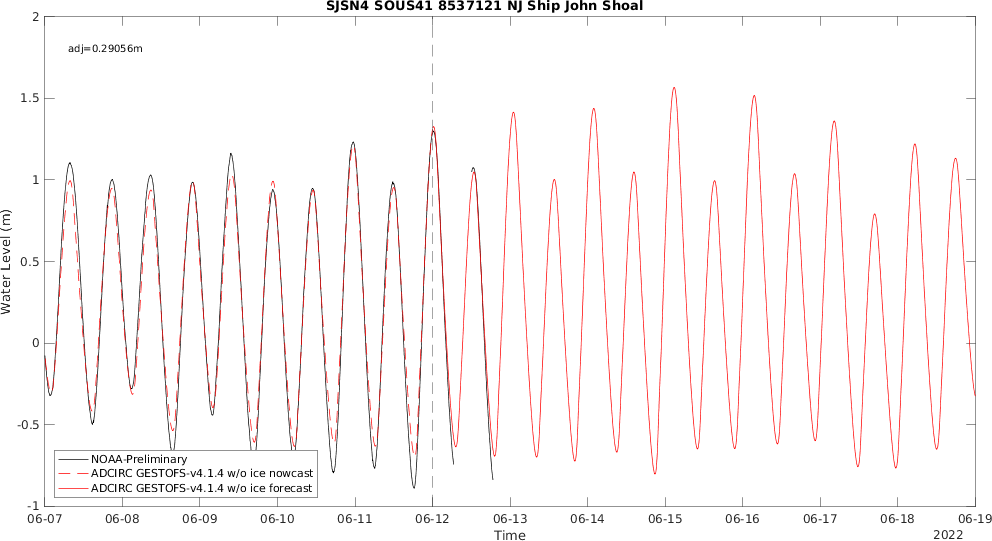 SJSN4 SOUS41 8537121 NJ Ship John Shoal
2
adj=0.29056m
1.5
1
0.5
0
-0.5
-1
Water Level (m)
NOAA-Preliminary
ADCIRC GESTOFS-v4.1.4 w/o ice nowcast
ADCIRC GESTOFS-v4.1.4 w/o ice forecast
06-07 06-08 06-09 06-10 06-11 06-12 06-13 06-14 06-15 06-16 06-17 06-18 06-19
Time
2022